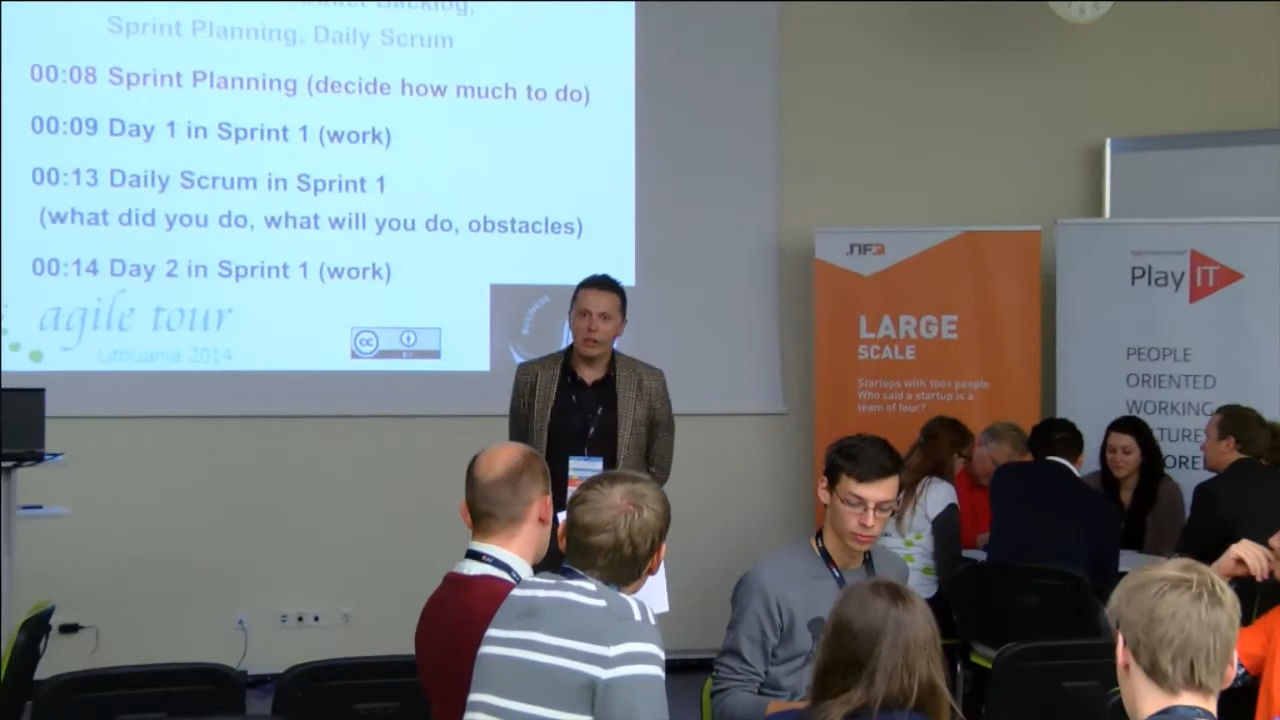 Backlog,
Sprint Planning, Daily Scrum
00:08 Sprint Planning (decide how much to do)
00:09 Day 1 in Sprint 1 (work)
00:13 Daily Scrum in Sprint 1
(what did you do, what will you do, obstacles)
00:14 Day 2 in Sprint 1 (work)
agile tour
Lithuania 2014
cc
BUSINESS
LARGE
SCALE
Startups with 100+ people
Who said a startup is a
team of four?
Play IT
PEOPLE
ORIENTED
WORKING